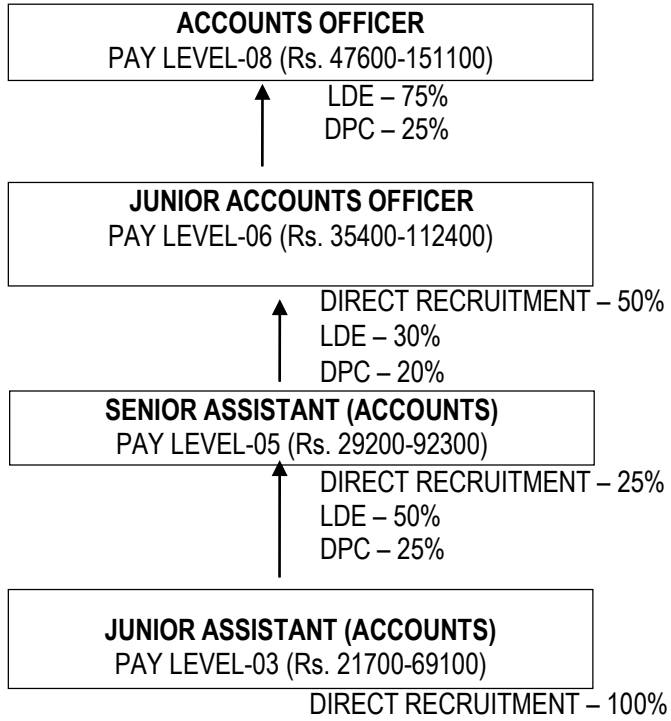 ACCOUNTS OFFICER
PAY LEVEL-08 (Rs. 47600-151100)
LDE – 75%
DPC – 25%
JUNIOR ACCOUNTS OFFICER
PAY LEVEL-06 (Rs. 35400-112400)
DIRECT RECRUITMENT – 50%
LDE – 30%
DPC – 20%
SENIOR ASSISTANT (ACCOUNTS)
PAY LEVEL-05 (Rs. 29200-92300)
DIRECT RECRUITMENT – 25%
LDE – 50%
DPC – 25%
JUNIOR ASSISTANT (ACCOUNTS)
PAY LEVEL-03 (Rs. 21700-69100)
DIRECT RECRUITMENT – 100%